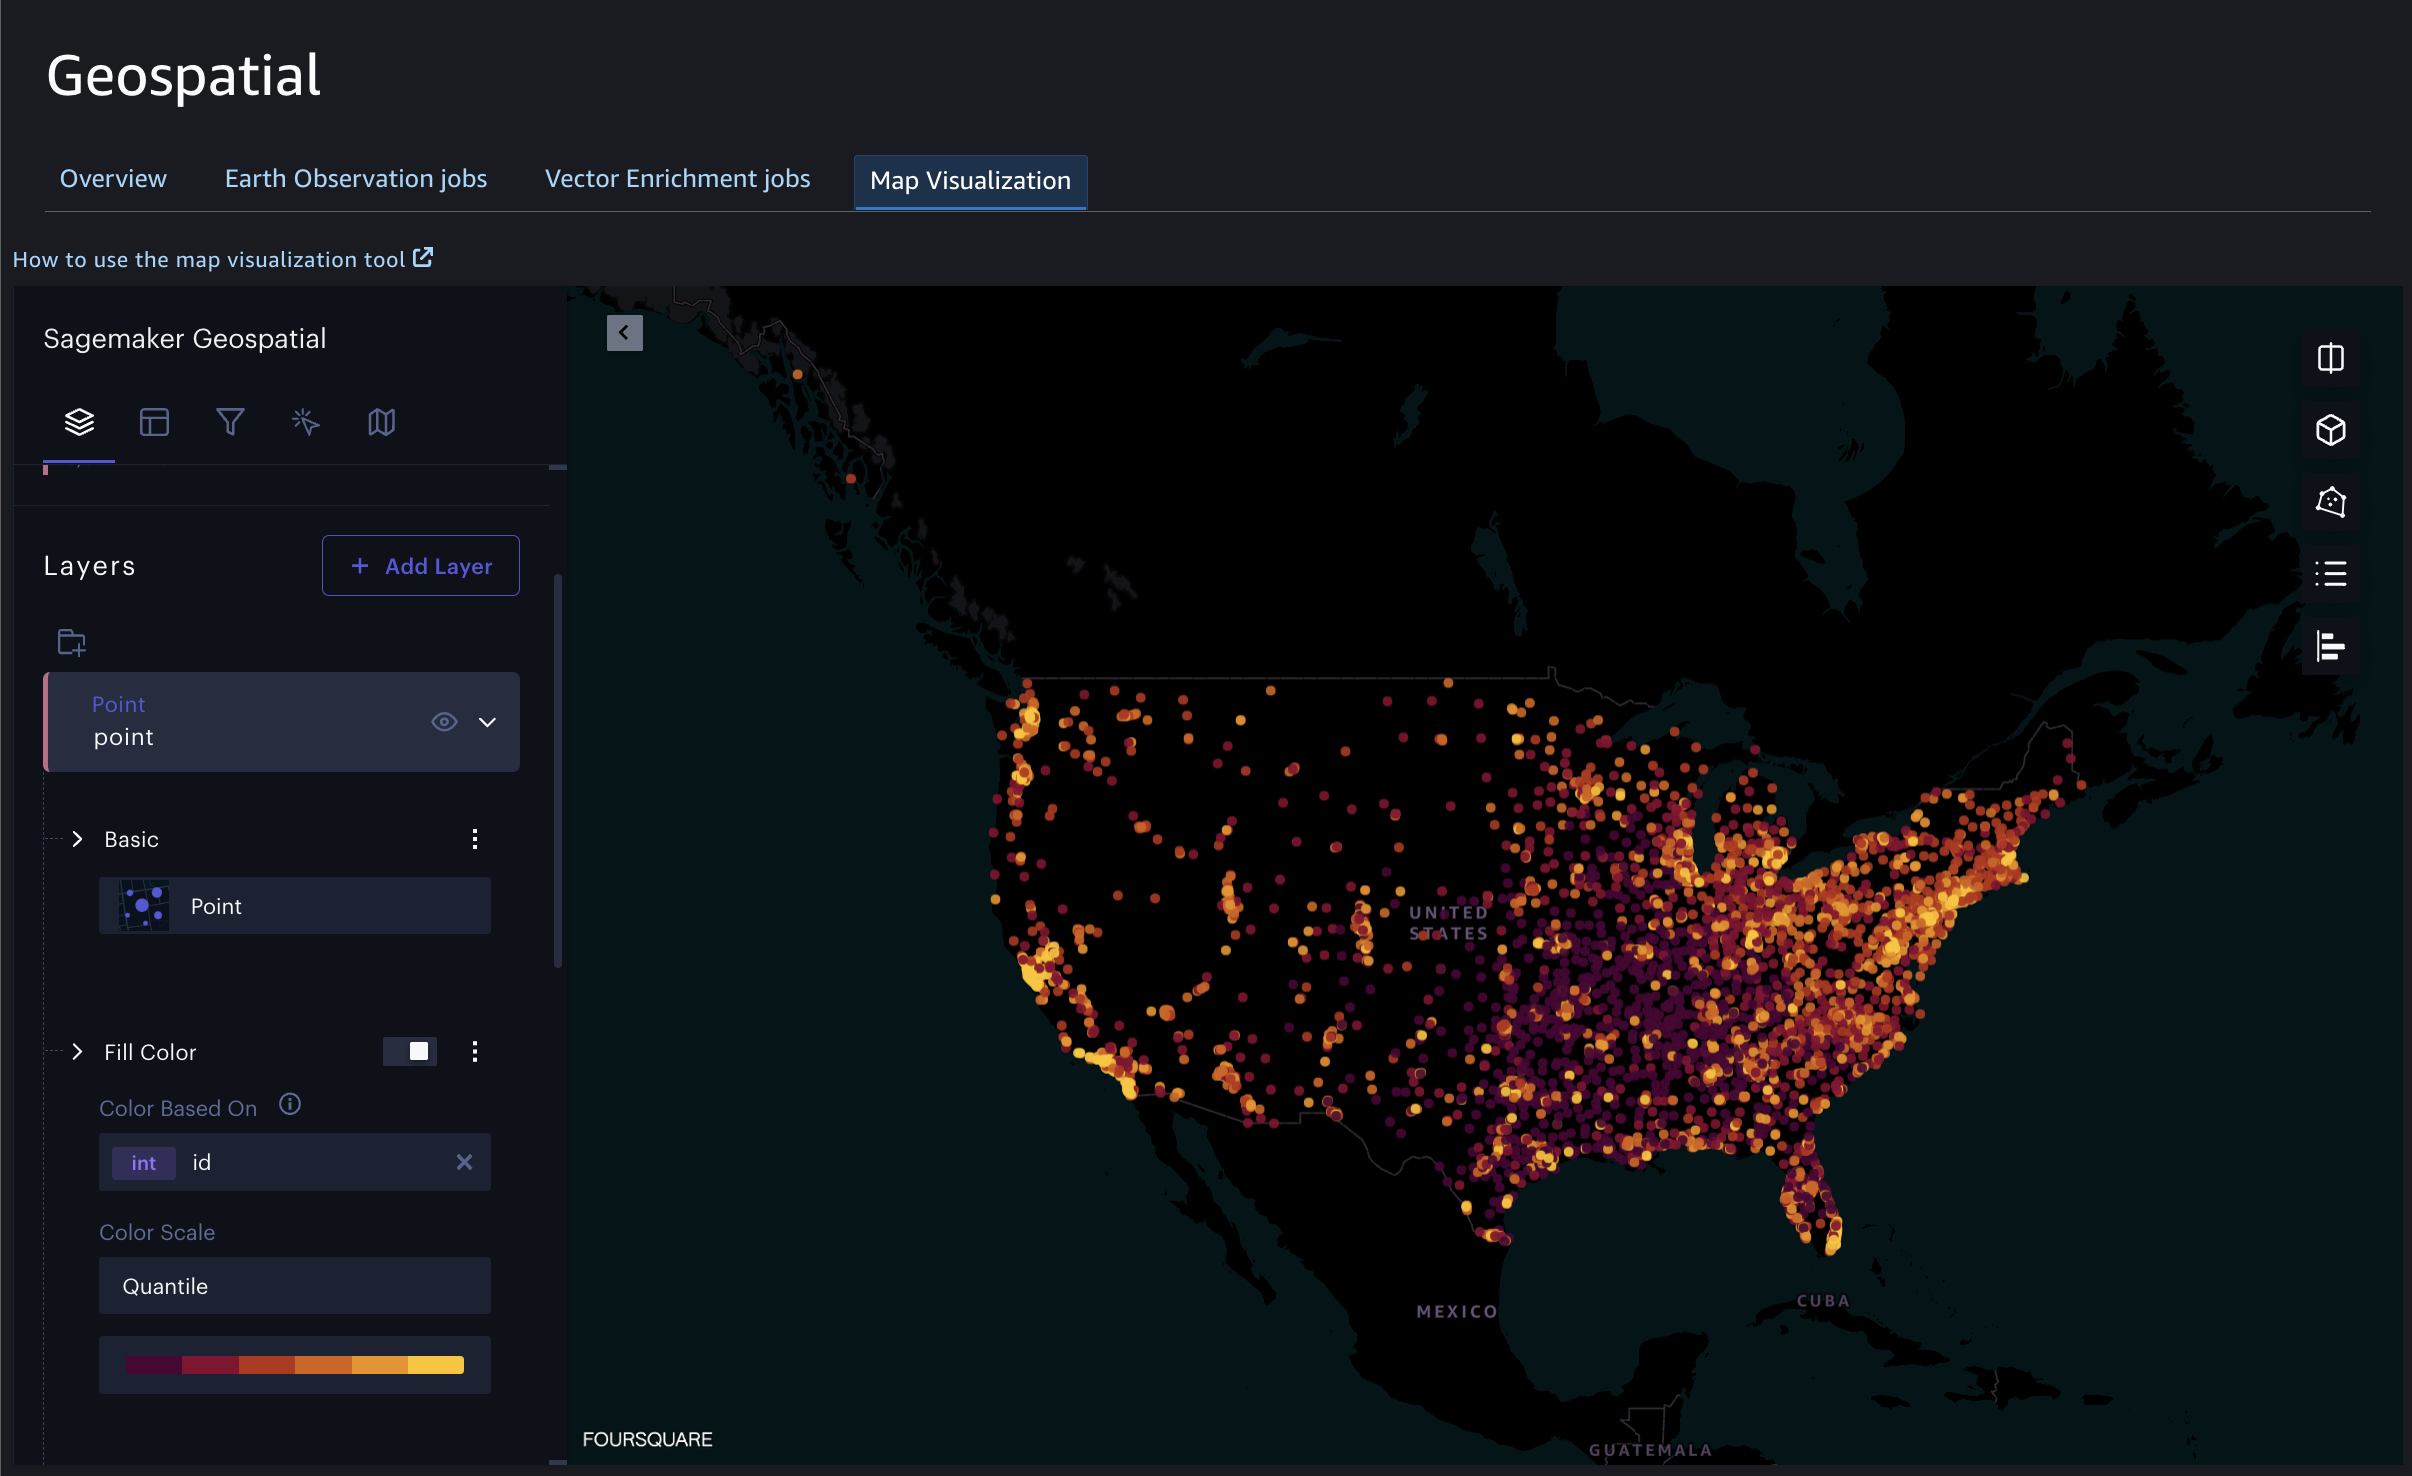 Geospatial
Overview
Earth Observation jobs
Vector Enrichment jobs
Map Visualization
How to use the map visualization tool
Sagemaker Geospatial
Layers
+ Add Layer
Point
point
Basic
Point
Fill Color
Color Based On
int id
Color Scale
Quantile
UNITED
STATES
MEXICO
CUBA
GUATEMALA
FOURSQUARE